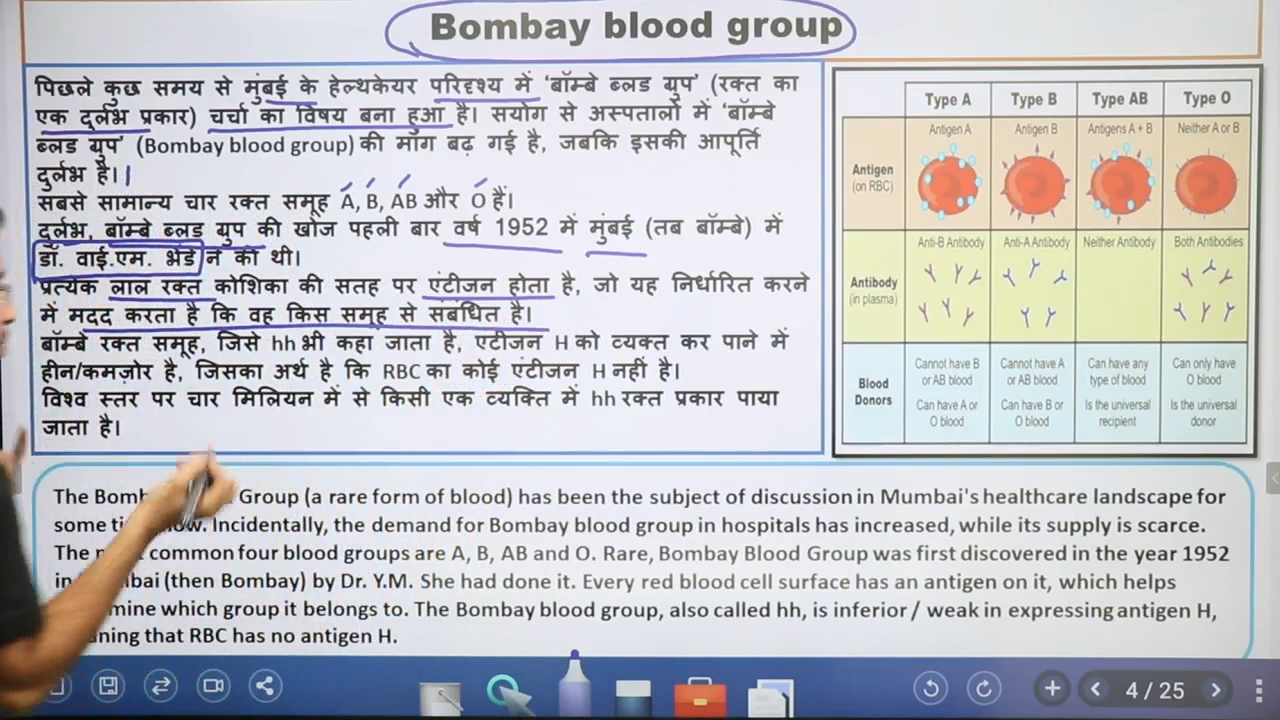 Bombay blood group
पिछले कुछ समय से मुंबई के हेल्थकेयर परिदृश्य में 'बॉम्बे ब्लड ग्रुप' (रक्त का
एक दुर्लभ प्रकार) चर्चा का विषय बना हुआ है। सयोग से अस्पतालों में 'बॉम्बे
ब्लड ग्रुप' (Bombay blood group) की माँग बढ़ गई है, जबकि इसकी आपूर्ति
दुर्लभ है।
सबसे सामान्य चार रक्त समूह A, B, AB और O हैं।
दुर्लभ, बॉम्बे ब्लड ग्रुप की खोज पहली बार वर्ष 1952 में मुंबई (तब बॉम्बे) में
डॉ. वाई.एम. भेंडे ने की थी।
प्रत्येक लाल रक्त कोशिका की सतह पर एंटीजन होता है, जो यह निर्धारित करने
में मदद करता है कि वह किस समूह से संबंधित है।
बॉम्बे रक्त समूह, जिसे hh भी कहा जाता है, एंटीजन H को व्यक्त कर पाने में
हीन/कमज़ोर है, जिसका अर्थ है कि RBC का कोई एंटीजन H नहीं है।
विश्व स्तर पर चार मिलियन में से किसी एक व्यक्ति में hh रक्त प्रकार पाया
जाता है।
Type A Type B Type AB Type O
Antigen (on RBC)
Antigen A Antigen B Antigens A + B Neither A or B
Antibody (in plasma)
Anti-B Antibody Anti-A Antibody Neither Antibody Both Antibodies
Blood Donors
Cannot have B or AB blood
Can have A or O blood
Cannot have A or AB blood
Can have B or O blood
Can have any type of blood
Is the universal recipient
Can only have O blood
Is the universal donor
The Group (a rare form of blood) has been the subject of discussion in Mumbai's healthcare landscape for
some Incidentally, the demand for Bombay blood group in hospitals has increased, while its supply is scarce.
The common four blood groups are A, B, AB and O. Rare, Bombay Blood Group was first discovered in the year 1952
in (then Bombay) by Dr. Y.M. She had done it. Every red blood cell surface has an antigen on it, which helps
which group it belongs to. The Bombay blood group, also called hh, is inferior / weak in expressing antigen H,
that RBC has no antigen H.
4 / 25